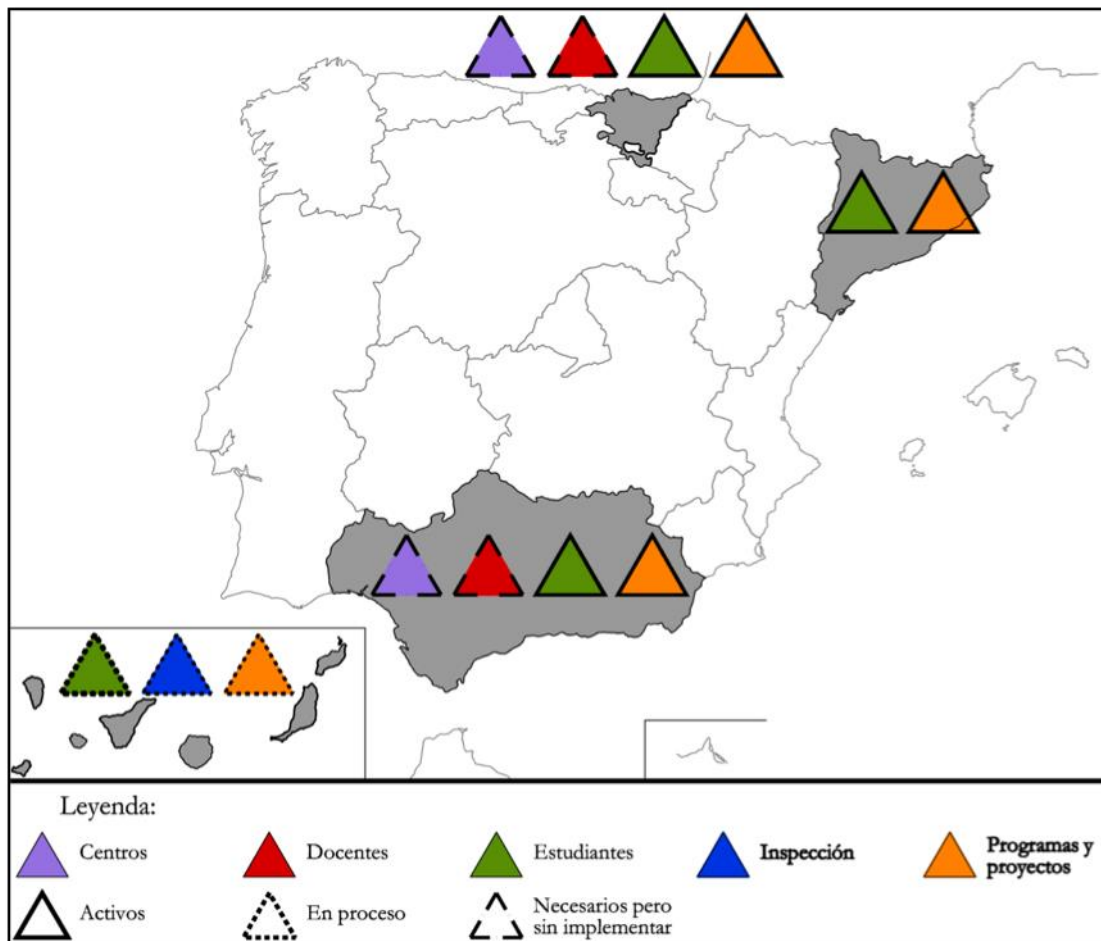 Leyenda:
Centros
Docentes
Estudiantes
Inspección
Programas y
proyectos
Activos
En proceso
Necesarios pero
sin implementar